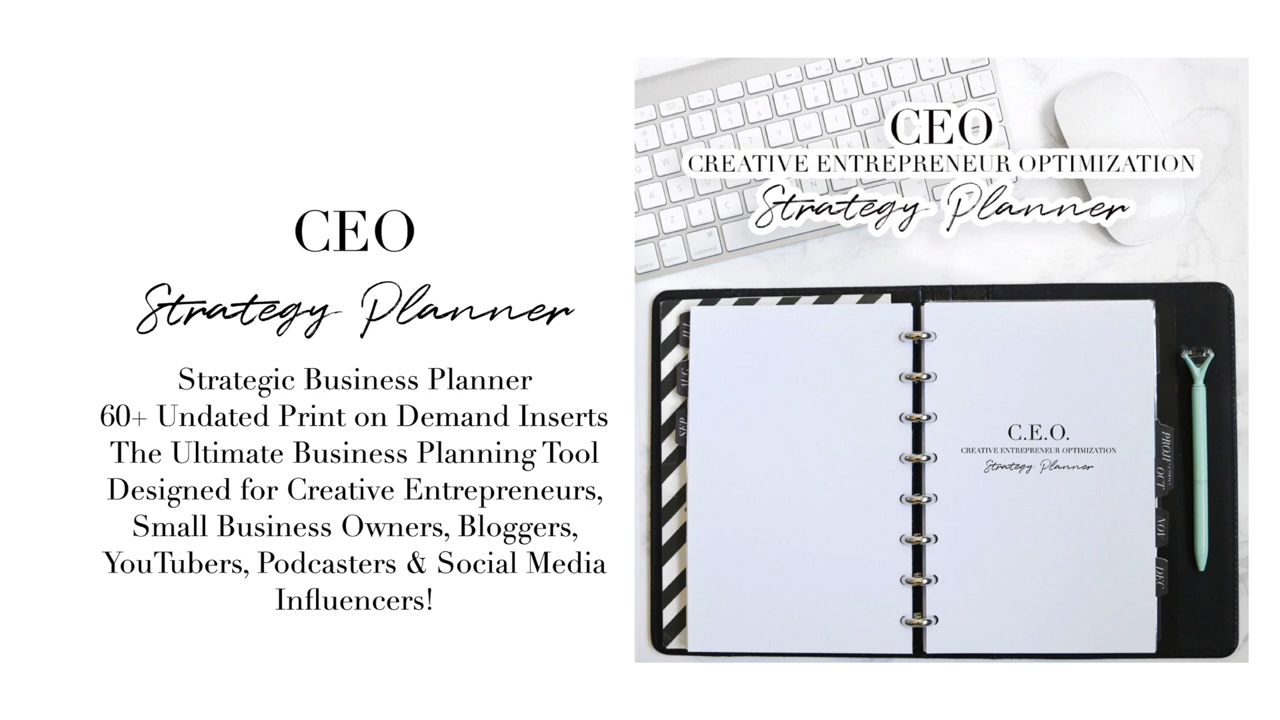 CEO
Strategy Planner
Strategic Business Planner
60+ Undated Print on Demand Inserts
The Ultimate Business Planning Tool
Designed for Creative Entrepreneurs,
Small Business Owners, Bloggers,
YouTubers, Podcasters & Social Media
Influencers!
CEO
CREATIVE ENTREPRENEUR OPTIMIZATION
Strategy Planner
C.E.O.
CREATIVE ENTREPRENEUR OPTIMIZATION
Strategy Planner
SEP
OCT
NOV
DEC